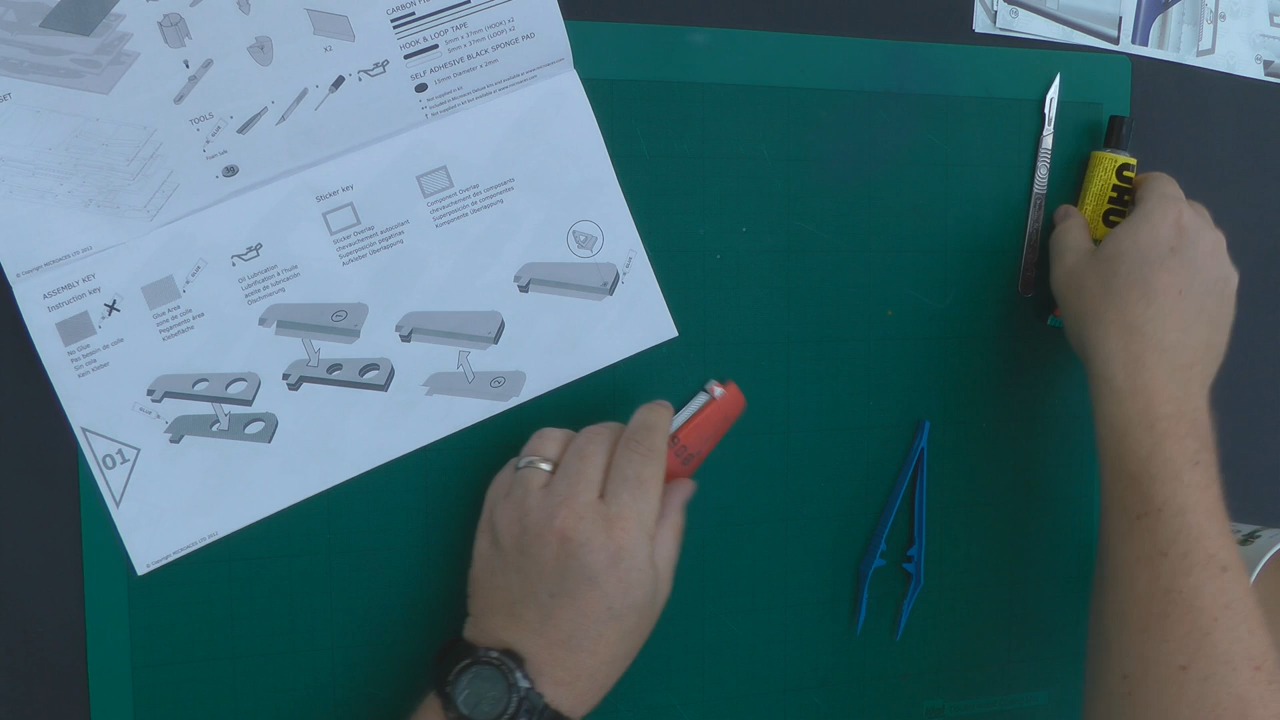 CARBON
HOOK & LOOP TAPE
5mm x 37mm (HOOK) x2
5mm x 37mm (LOOP) x2
SELF ADHESIVE BLACK SPONGE PAD
15mm Diameter x 2mm
x2
TOOLS
GLUE
Foam Safe
3g
© Copyright MICROACES LTD 2012
Sticker key
Sticker Overlap
chevauchement autocollant
Superposición pegatinas
Aufkleber Überlappung
Component Overlap
chevauchement des composants
Superposición de componentes
Komponente Überlappung
ASSEMBLY KEY
Instruction key
No Glue
Pas besoin de colle
Sin cola
Kein Kleber
GLUE
Glue Area
zone de colle
Pegamento área
Klebefläche
Oil Lubrication
Lubrification à l'huile
aceite de lubricación
GLUE
01
© Copyright MICROACES LTD 2012
UHU